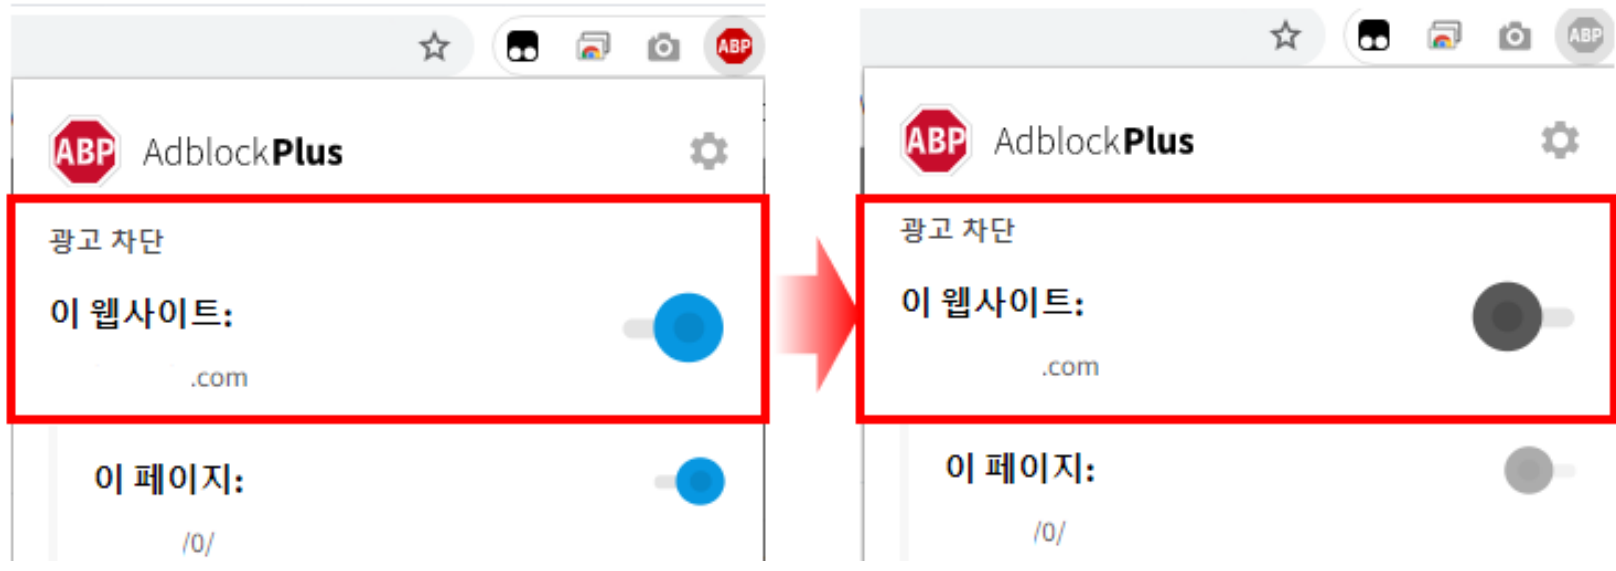 ABP
ABP AdblockPlus
광고 차단
이 웹사이트:
.com
이 페이지:
/0/
ABP
ABP AdblockPlus
광고 차단
이 웹사이트:
.com
이 페이지:
/0/